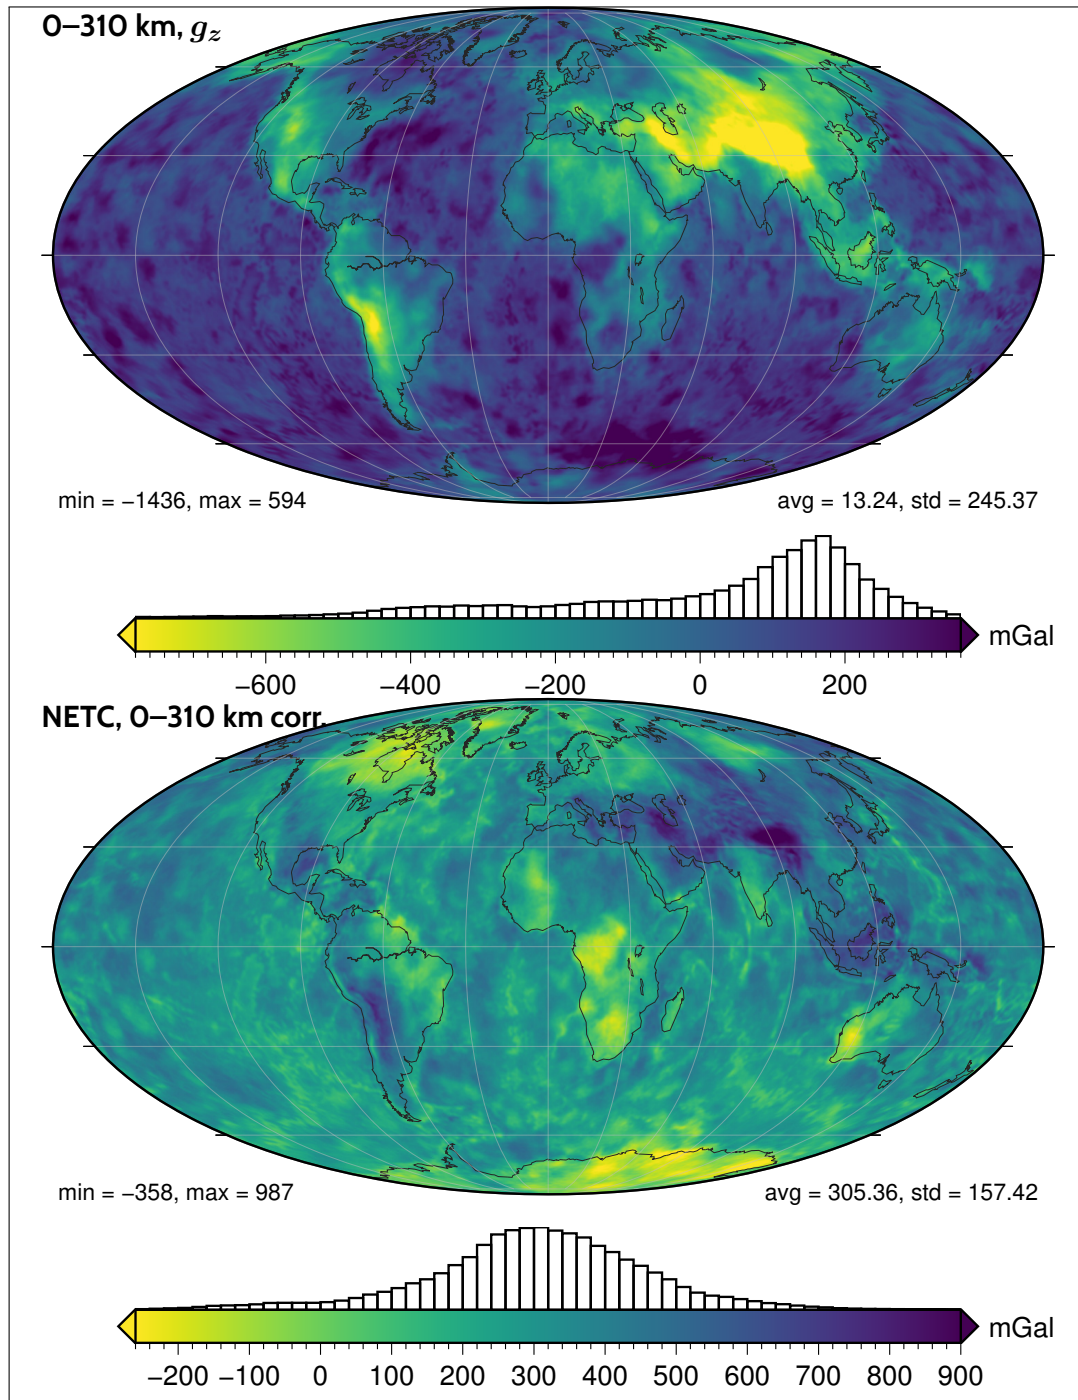 0–310 km, g_z
min = −1436, max = 594
avg = 13.24, std = 245.37
mGal
−600 −400 −200 0 200
NETC, 0–310 km corr.
min = −358, max = 987
avg = 305.36, std = 157.42
mGal
−200 −100 0 100 200 300 400 500 600 700 800 900